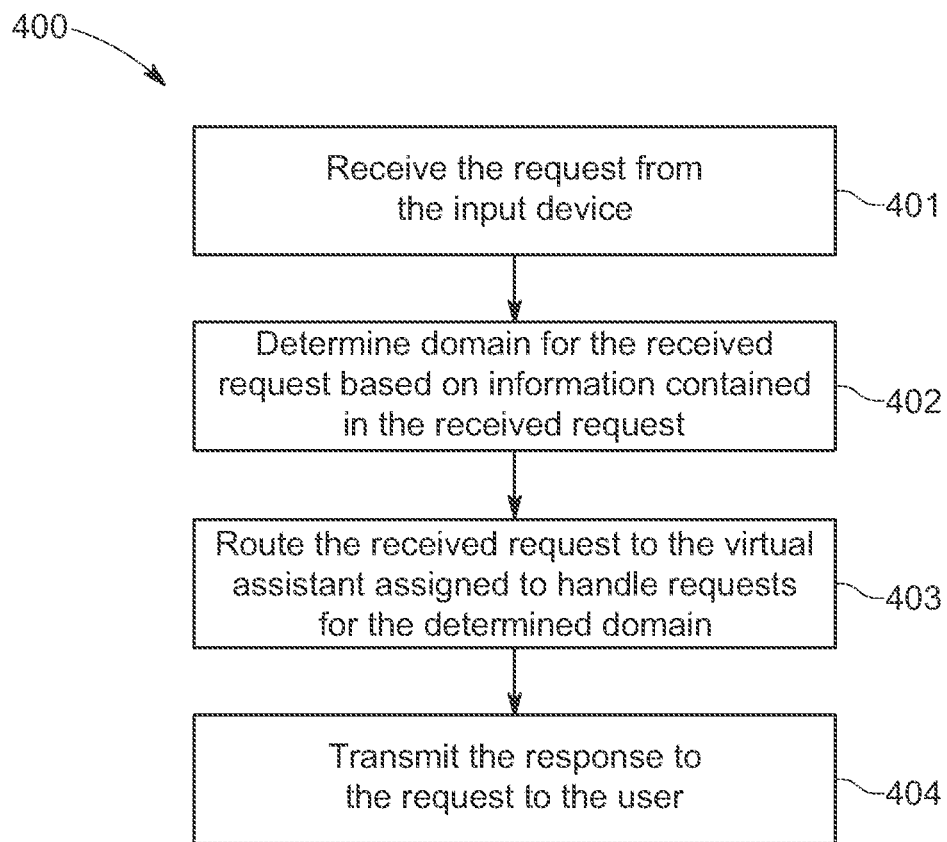 400
Receive the request from
the input device
401
Determine domain for the received
request based on information contained
in the received request
402
Route the received request to the virtual
assistant assigned to handle requests
for the determined domain
403
Transmit the response to
the request to the user
404